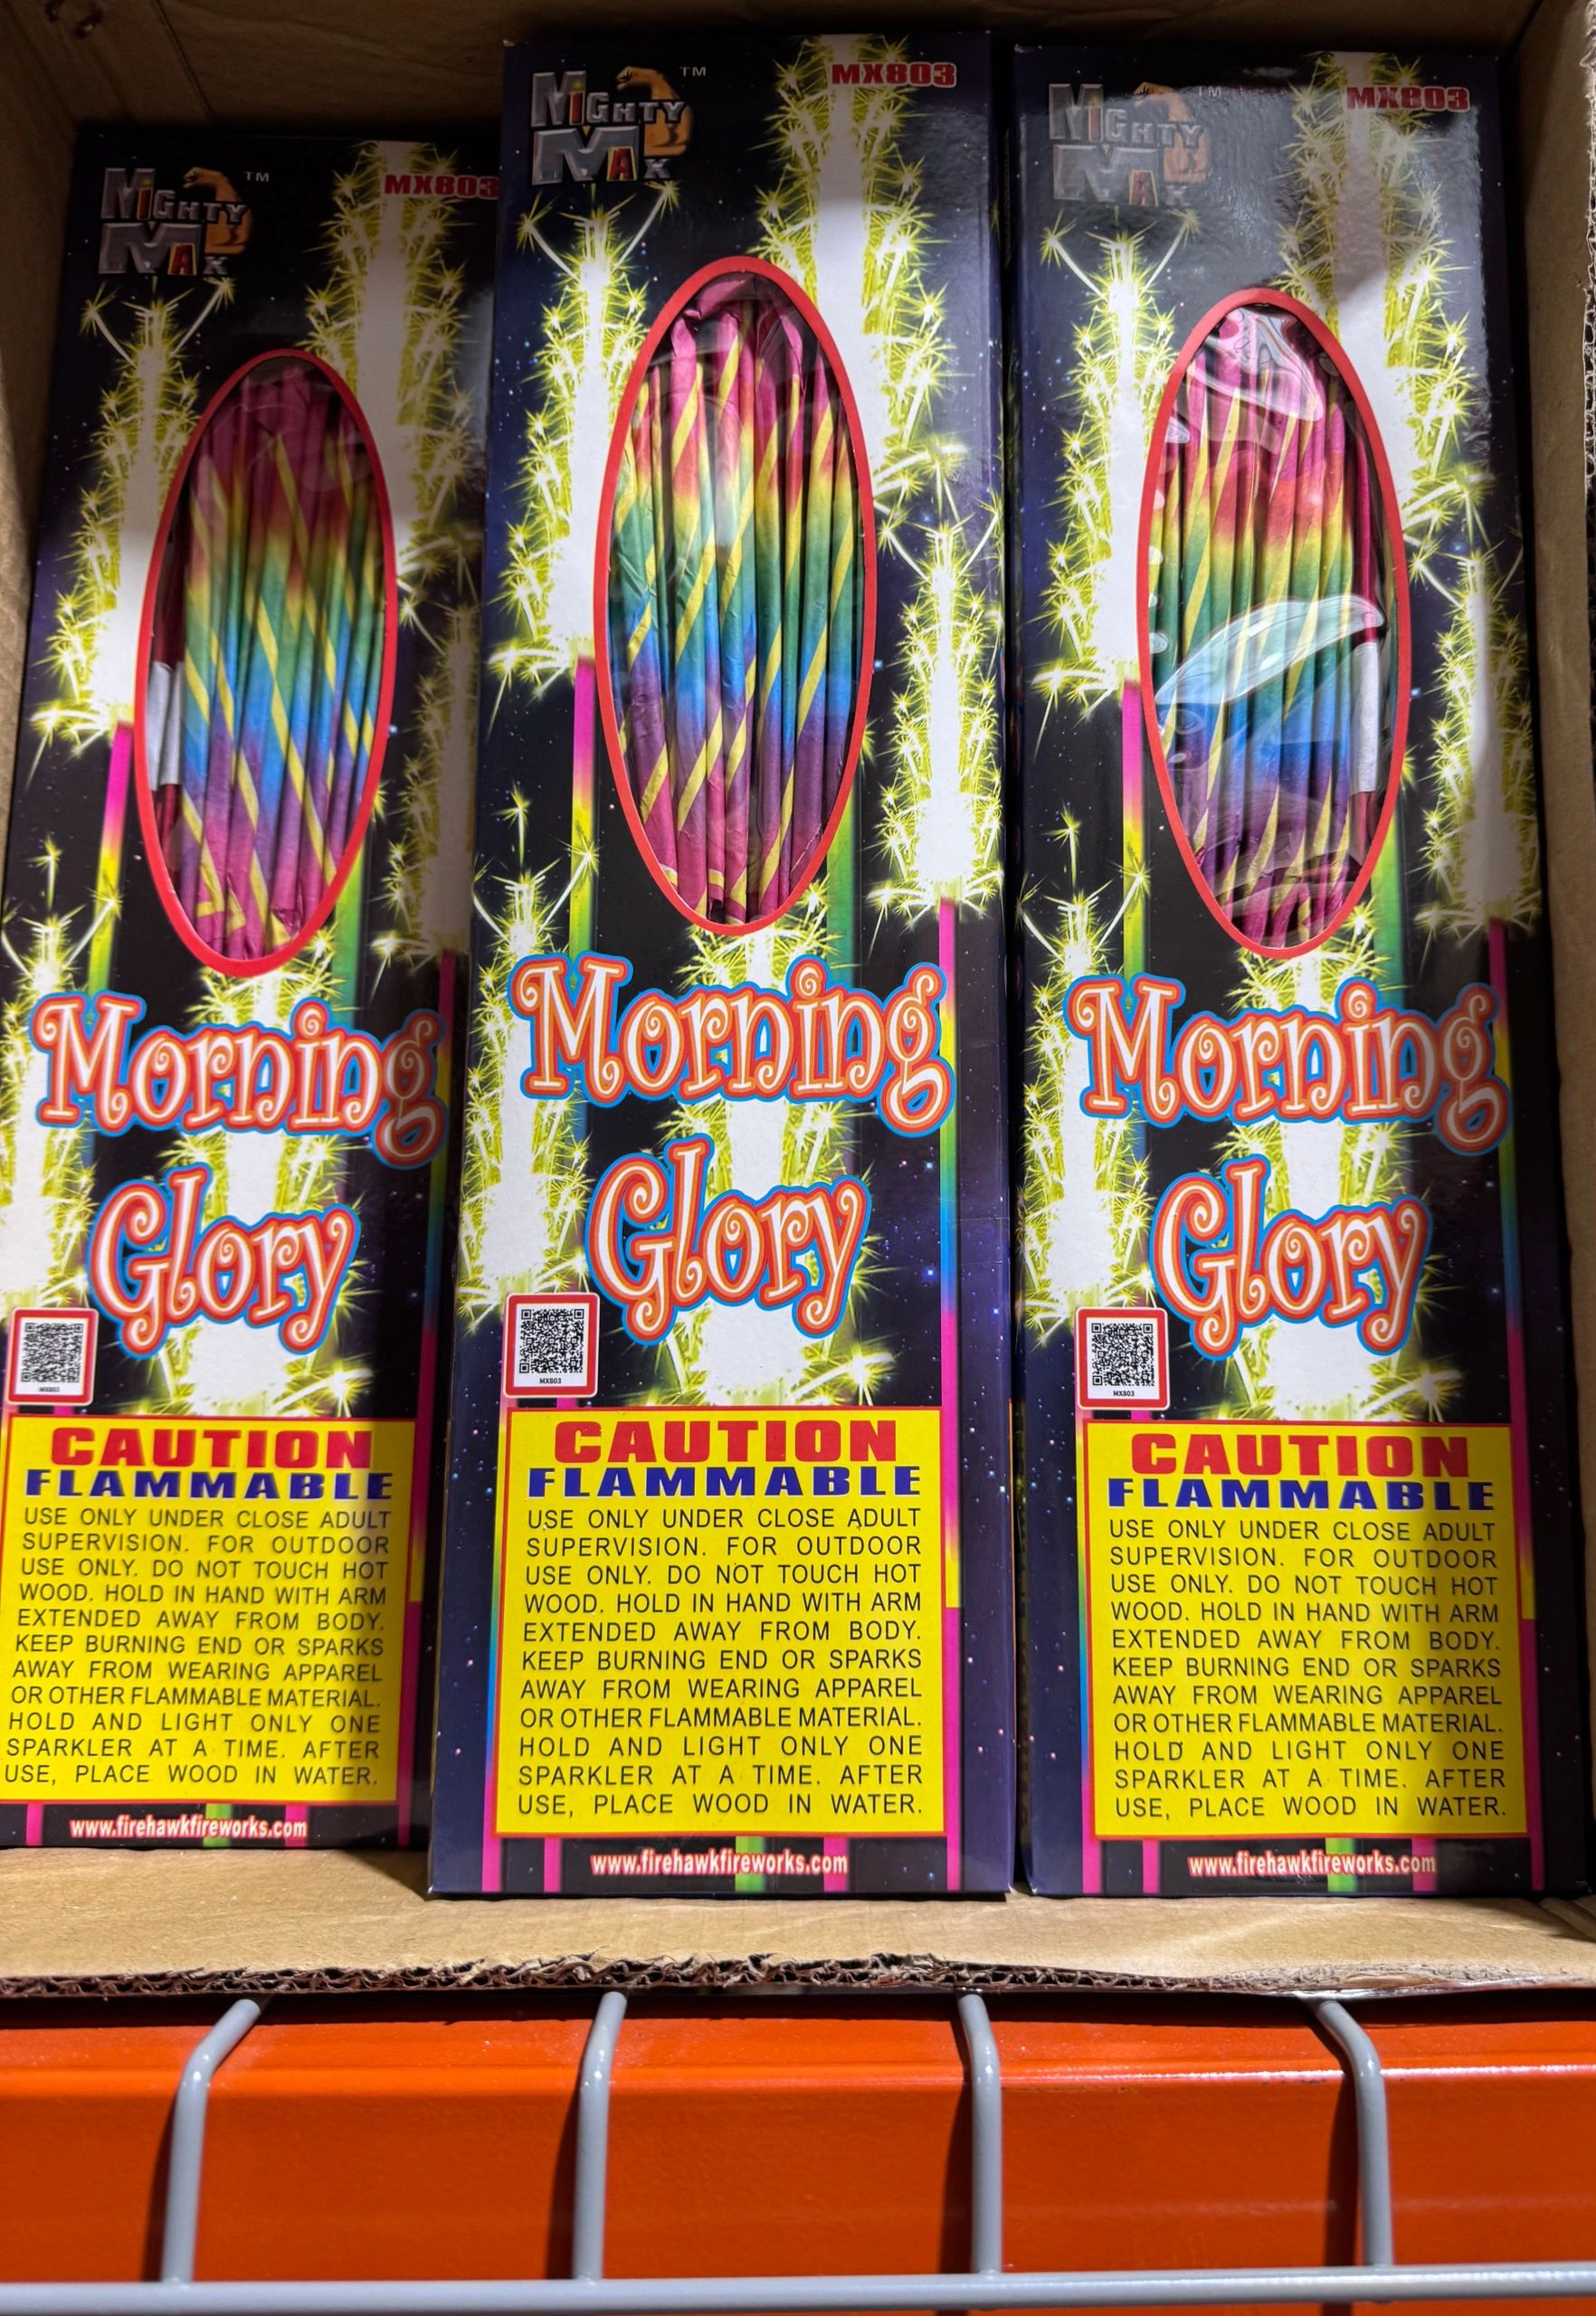 MIGHTY
MAX
™
MX803
Morning
Glory
CAUTION
FLAMMABLE
USE ONLY UNDER CLOSE ADULT
SUPERVISION. FOR OUTDOOR
USE ONLY. DO NOT TOUCH HOT
WOOD. HOLD IN HAND WITH ARM
EXTENDED AWAY FROM BODY.
KEEP BURNING END OR SPARKS
AWAY FROM WEARING APPAREL
OR OTHER FLAMMABLE MATERIAL.
HOLD AND LIGHT ONLY ONE
SPARKLER AT A TIME. AFTER
USE, PLACE WOOD IN WATER.
www.firehawkfireworks.com
MIGHTY
MAX
™
MX803
Morning
Glory
MX803
CAUTION
FLAMMABLE
USE ONLY UNDER CLOSE ADULT
SUPERVISION. FOR OUTDOOR
USE ONLY. DO NOT TOUCH HOT
WOOD. HOLD IN HAND WITH ARM
EXTENDED AWAY FROM BODY.
KEEP BURNING END OR SPARKS
AWAY FROM WEARING APPAREL
OR OTHER FLAMMABLE MATERIAL.
HOLD AND LIGHT ONLY ONE
SPARKLER AT A TIME. AFTER
USE, PLACE WOOD IN WATER.
www.firehawkfireworks.com
MIGHTY
MAX
™
MX803
Morning
Glory
MX803
CAUTION
FLAMMABLE
USE ONLY UNDER CLOSE ADULT
SUPERVISION. FOR OUTDOOR
USE ONLY. DO NOT TOUCH HOT
WOOD. HOLD IN HAND WITH ARM
EXTENDED AWAY FROM BODY.
KEEP BURNING END OR SPARKS
AWAY FROM WEARING APPAREL
OR OTHER FLAMMABLE MATERIAL.
HOLD AND LIGHT ONLY ONE
SPARKLER AT A TIME. AFTER
USE, PLACE WOOD IN WATER.
www.firehawkfireworks.com